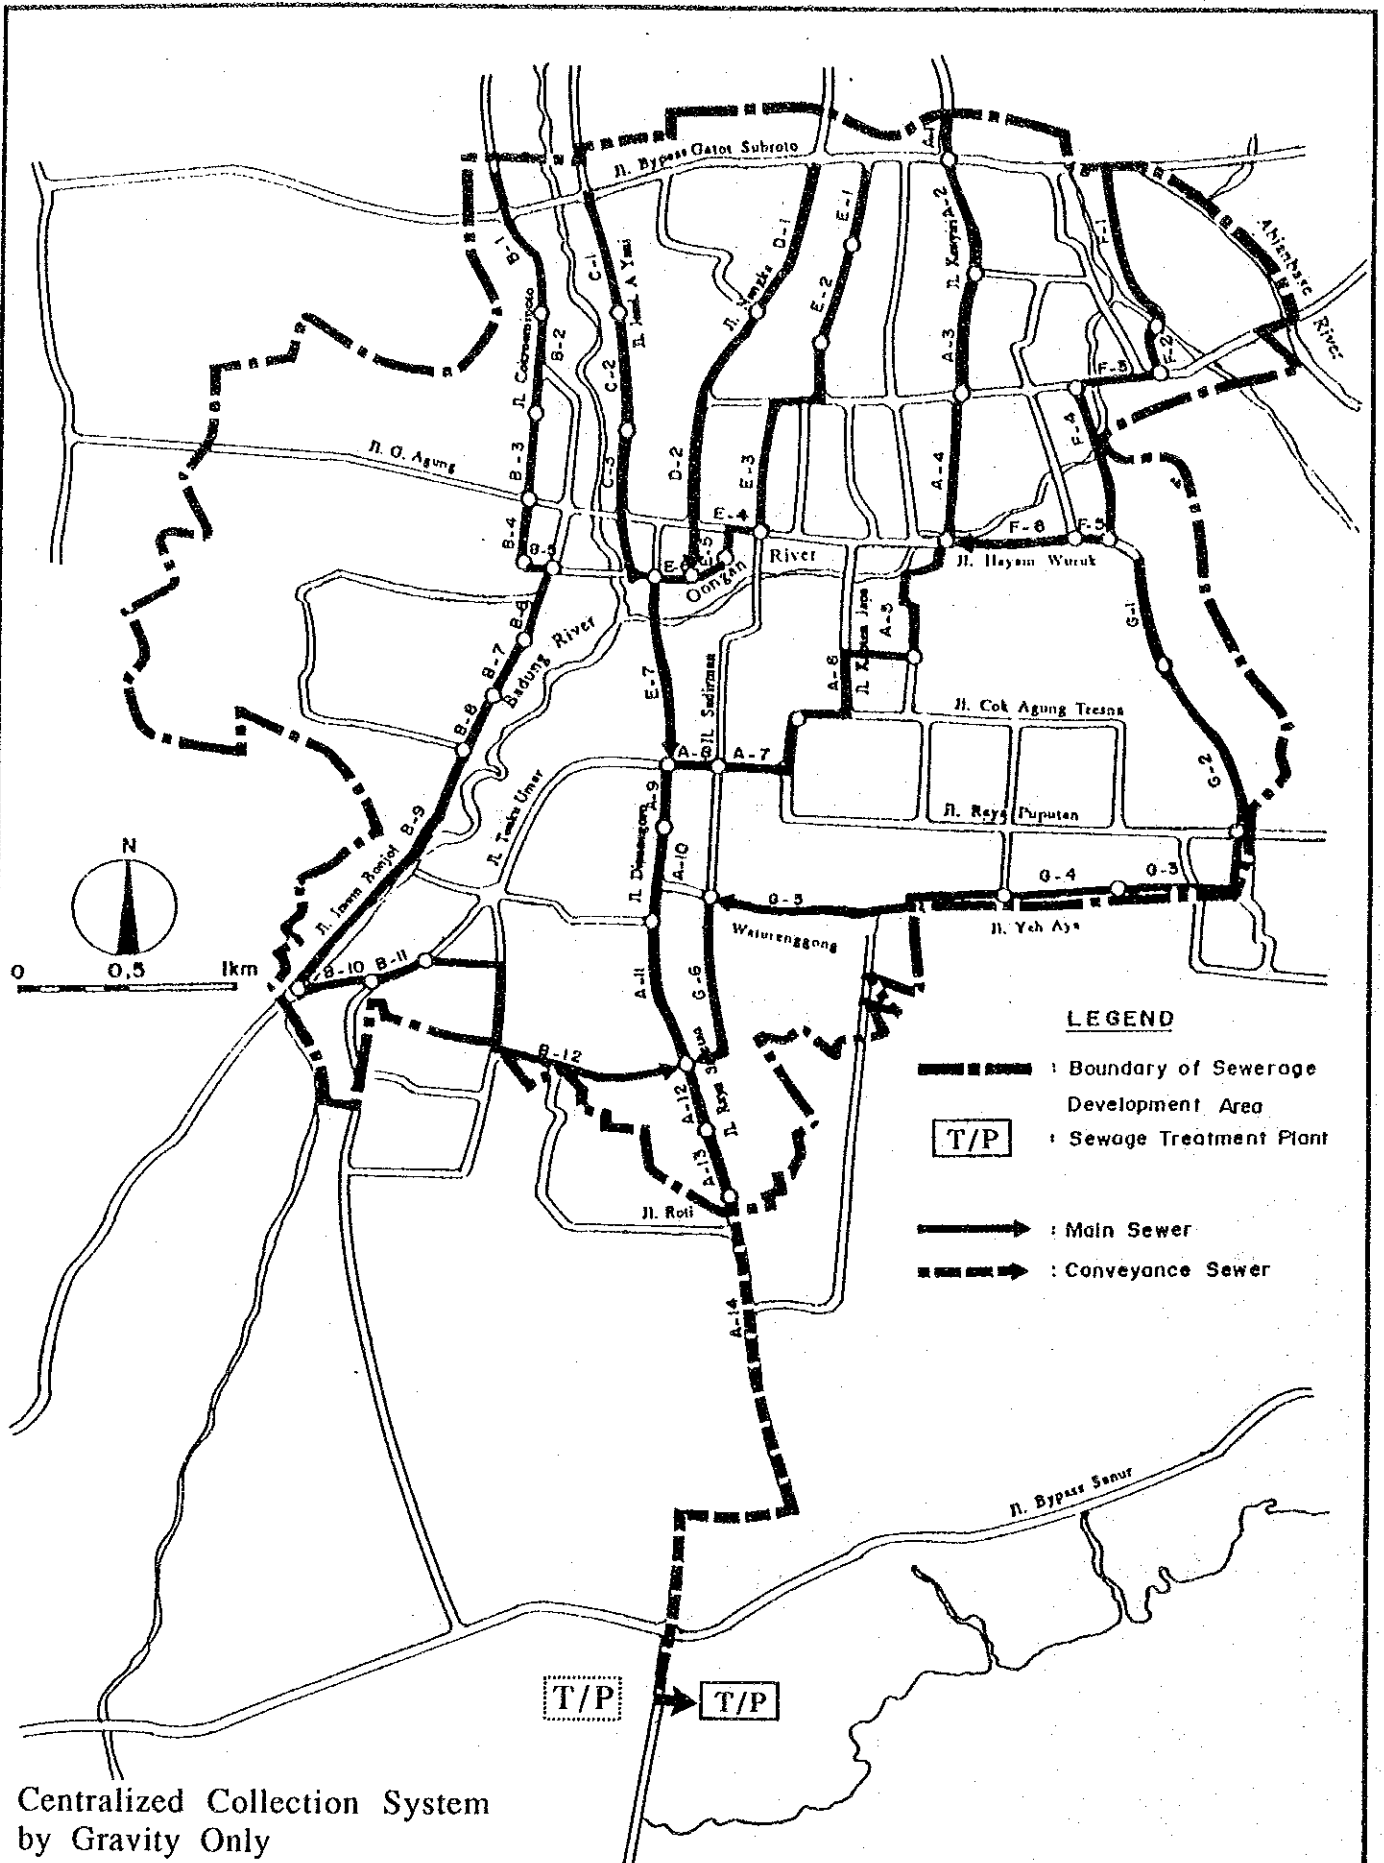 A-1
Jl. Bypass Gatot Subroto
B-1
C-1
D-1
E-1
A-2
F-1
Abianbase
River
Jl. Cokroaminoto
B-2
Jl. Nangka
E-2
C-2
A-3
F-2
F-3
F-4
Jl. G. Agung
B-3
C-3
D-2
E-3
A-4
E-4
B-4
B-5
E-5
E-6
Oongan
River
F-6
F-5
Jl. Hayam Wuruk
B-6
Badung River
A-5
G-1
B-7
E-7
Jl. Sudirman
A-6
B-8
Jl. Cok Agung Tresna
A-8
A-7
G-2
Jl. Teuku Umar
B-9
A-9
Jl. Raya Puputan
N
Jl. Diponegoro
A-10
Jl. Imam Bonjol
G-5
G-4
G-3
Waturenggong
Jl. Yeh Aya
0
0,5
1km
B-10
B-11
A-11
G-6
LEGEND
B-12
: Boundary of Sewerage
Development Area
A-12
T/P
: Sewage Treatment Plant
A-13
Jl. Roti
: Main Sewer
: Conveyance Sewer
A-14
Jl. Bypass Sanur
T/P
T/P
Centralized Collection System
by Gravity Only